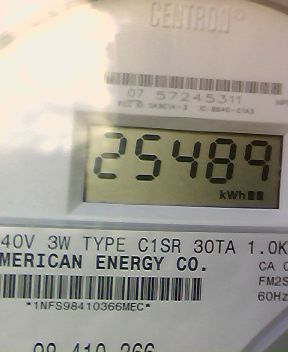 CENTRON®
07 57245311
25489
kWh
40V 3W TYPE C1SR 30TA 1.0K
MERICAN ENERGY CO.
CA 0
FM2S
60Hz
*1NFS98410366MEC*